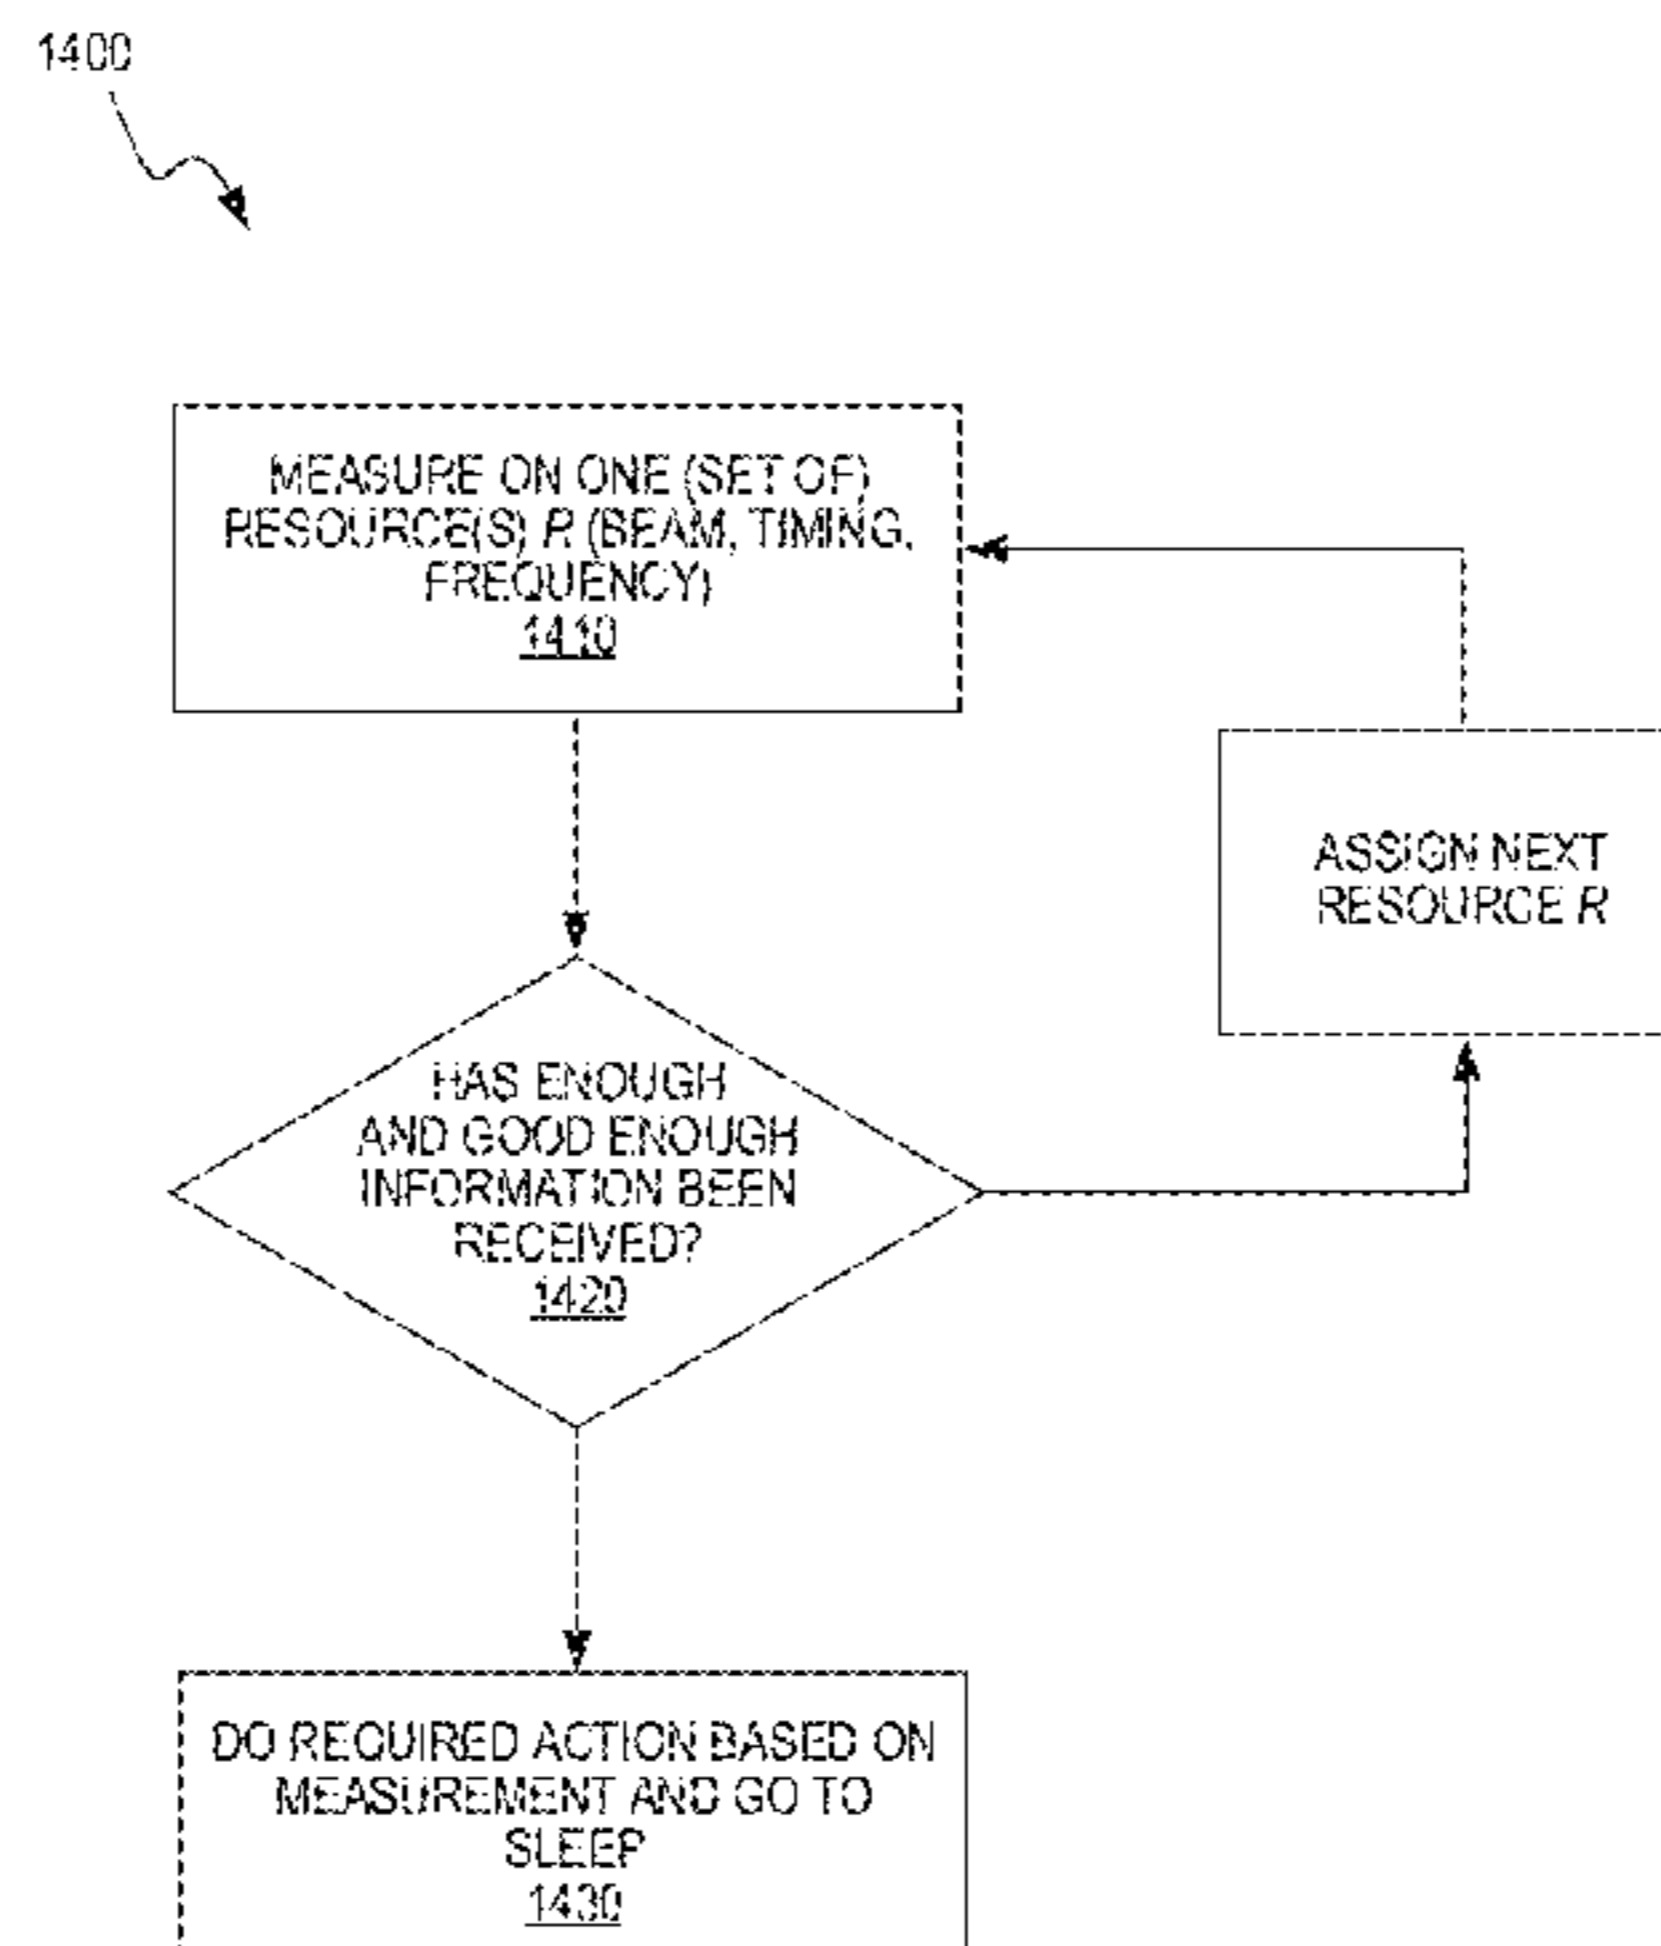 1400
MEASURE ON ONE (SET OF)
RESOURCE(S) R (BEAM, TIMING,
FREQUENCY)
1410
ASSIGN NEXT
RESOURCE R
HAS ENOUGH
AND GOOD ENOUGH
INFORMATION BEEN
RECEIVED?
1420
DO REQUIRED ACTION BASED ON
MEASUREMENT AND GO TO
SLEEP
1430